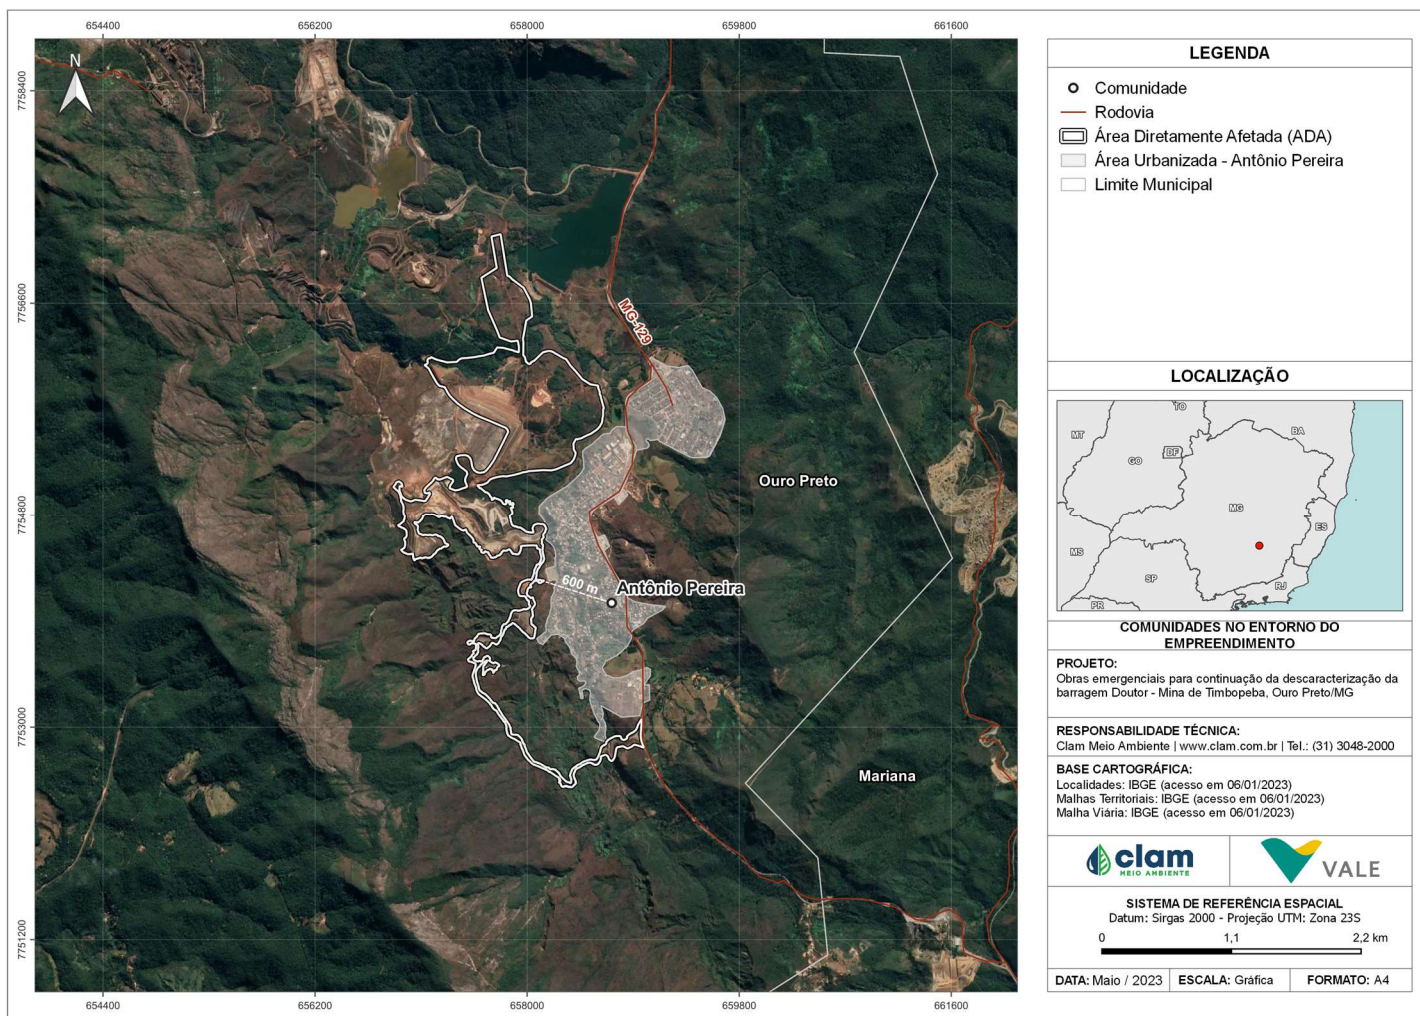 654400
656200
658000
659800
661600
7758400
7756600
7754800
7753000
7751200
N
MG-129
Ouro Preto
600 m
Antônio Pereira
Mariana
654400
656200
658000
659800
661600
LEGENDA
Comunidade
Rodovia
Área Diretamente Afetada (ADA)
Área Urbanizada - Antônio Pereira
Limite Municipal
LOCALIZAÇÃO
TO
MT
BA
DF
GO
MG
ES
MS
SP
RJ
PR
COMUNIDADES NO ENTORNO DO
EMPREENDIMENTO
PROJETO:
Obras emergenciais para continuação da descaracterização da
barragem Doutor - Mina de Timbopeba, Ouro Preto/MG
RESPONSABILIDADE TÉCNICA:
Clam Meio Ambiente | www.clam.com.br | Tel.: (31) 3048-2000
BASE CARTOGRÁFICA:
Localidades: IBGE (acesso em 06/01/2023)
Malhas Territoriais: IBGE (acesso em 06/01/2023)
Malha Viária: IBGE (acesso em 06/01/2023)
clam
MEIO AMBIENTE
VALE
SISTEMA DE REFERÊNCIA ESPACIAL
Datum: Sirgas 2000 - Projeção UTM: Zona 23S
0 1,1 2,2 km
DATA: Maio / 2023 ESCALA: Gráfica FORMATO: A4